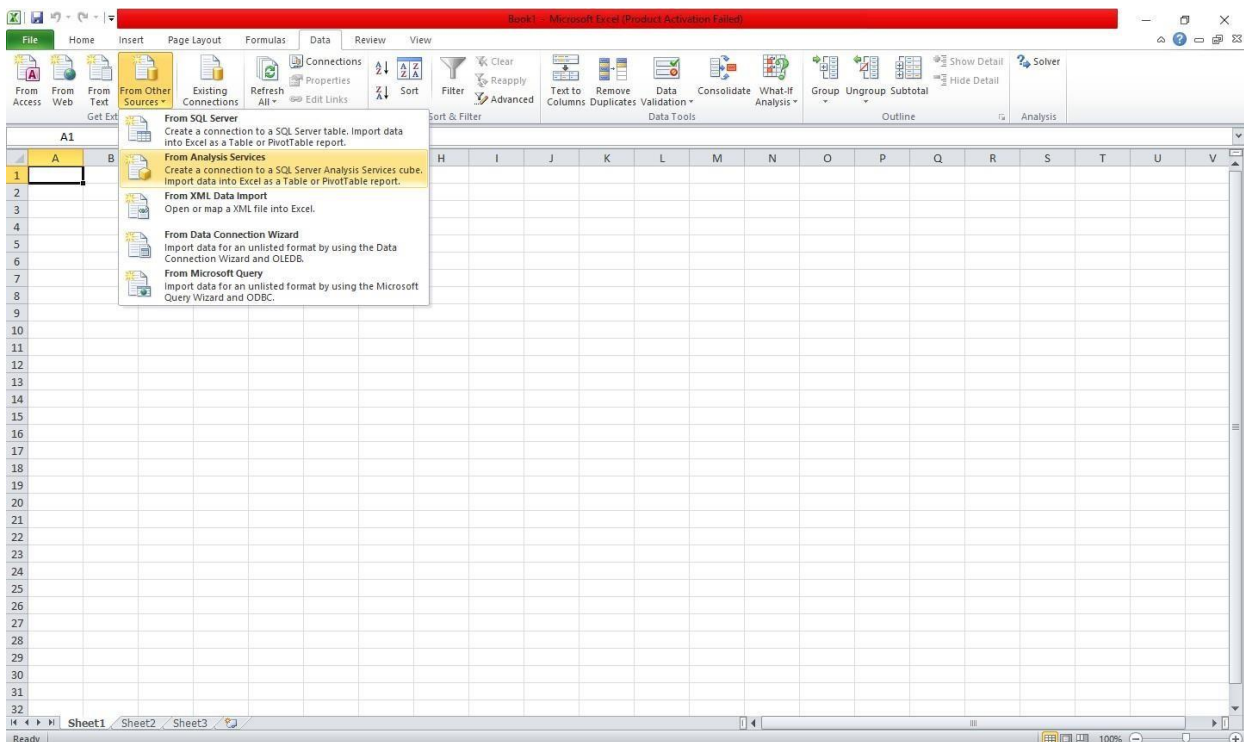 Book1 - Microsoft Excel (Product Activation Failed)
File Home Insert Page Layout Formulas Data Review View
From Access
From Web
From Text
From Other Sources
Existing Connections
Refresh All
Connections
Properties
Edit Links
Sort
Filter
Clear
Reapply
Advanced
Text to Columns
Remove Duplicates
Data Validation
Consolidate
What-If Analysis
Group
Ungroup
Subtotal
Show Detail
Hide Detail
Solver
Get Ext
Sort & Filter
Data Tools
Outline
Analysis
A1
From SQL Server
Create a connection to a SQL Server table. Import data
into Excel as a Table or PivotTable report.
From Analysis Services
Create a connection to a SQL Server Analysis Services cube.
Import data into Excel as a Table or PivotTable report.
From XML Data Import
Open or map a XML file into Excel.
From Data Connection Wizard
Import data for an unlisted format by using the Data
Connection Wizard and OLEDB.
From Microsoft Query
Import data for an unlisted format by using the Microsoft
Query Wizard and ODBC.
A B H I J K L M N O P Q R S T U V
1
2
3
4
5
6
7
8
9
10
11
12
13
14
15
16
17
18
19
20
21
22
23
24
25
26
27
28
29
30
31
32
Sheet1 Sheet2 Sheet3
Ready 100%